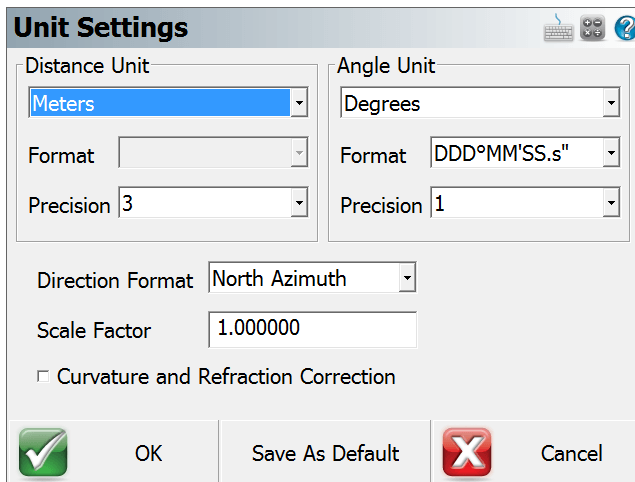 Unit Settings
Distance Unit
Meters
Format
Precision 3
Angle Unit
Degrees
Format DDD°MM'SS.s"
Precision 1
Direction Format North Azimuth
Scale Factor 1.000000
Curvature and Refraction Correction
OK
Save As Default
Cancel